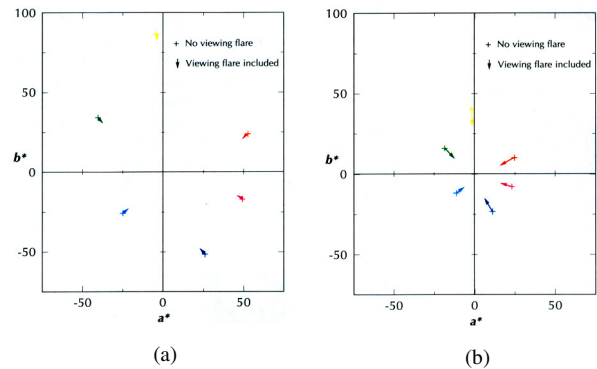 100
50
b*
0
-50
-50
0
50
a*
+ No viewing flare
Viewing flare included
(a)
100
50
b*
0
-50
-50
0
50
a*
+ No viewing flare
Viewing flare included
(b)